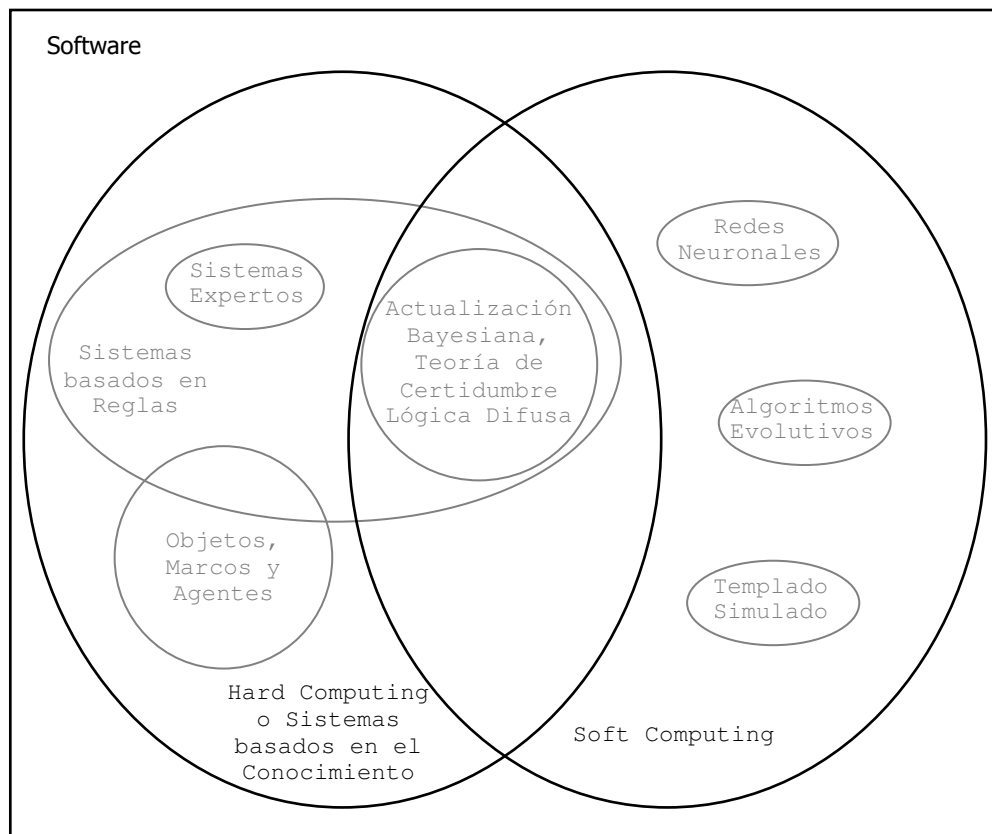 Software
Sistemas
Expertos
Sistemas
basados en
Reglas
Actualización
Bayesiana,
Teoría de
Certidumbre
Lógica Difusa
Objetos,
Marcos y
Agentes
Hard Computing
o Sistemas
basados en el
Conocimiento
Redes
Neuronales
Algoritmos
Evolutivos
Templado
Simulado
Soft Computing